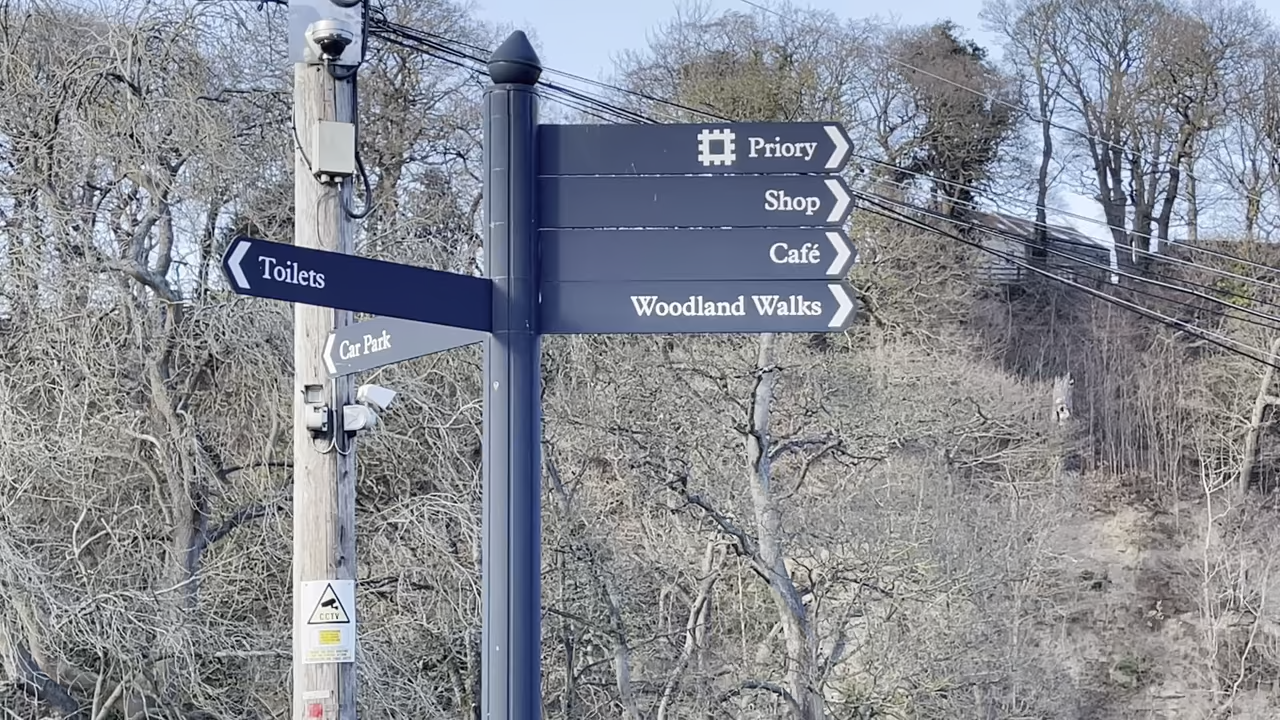 Priory
Shop
Café
Woodland Walks
Toilets
Car Park
CCTV